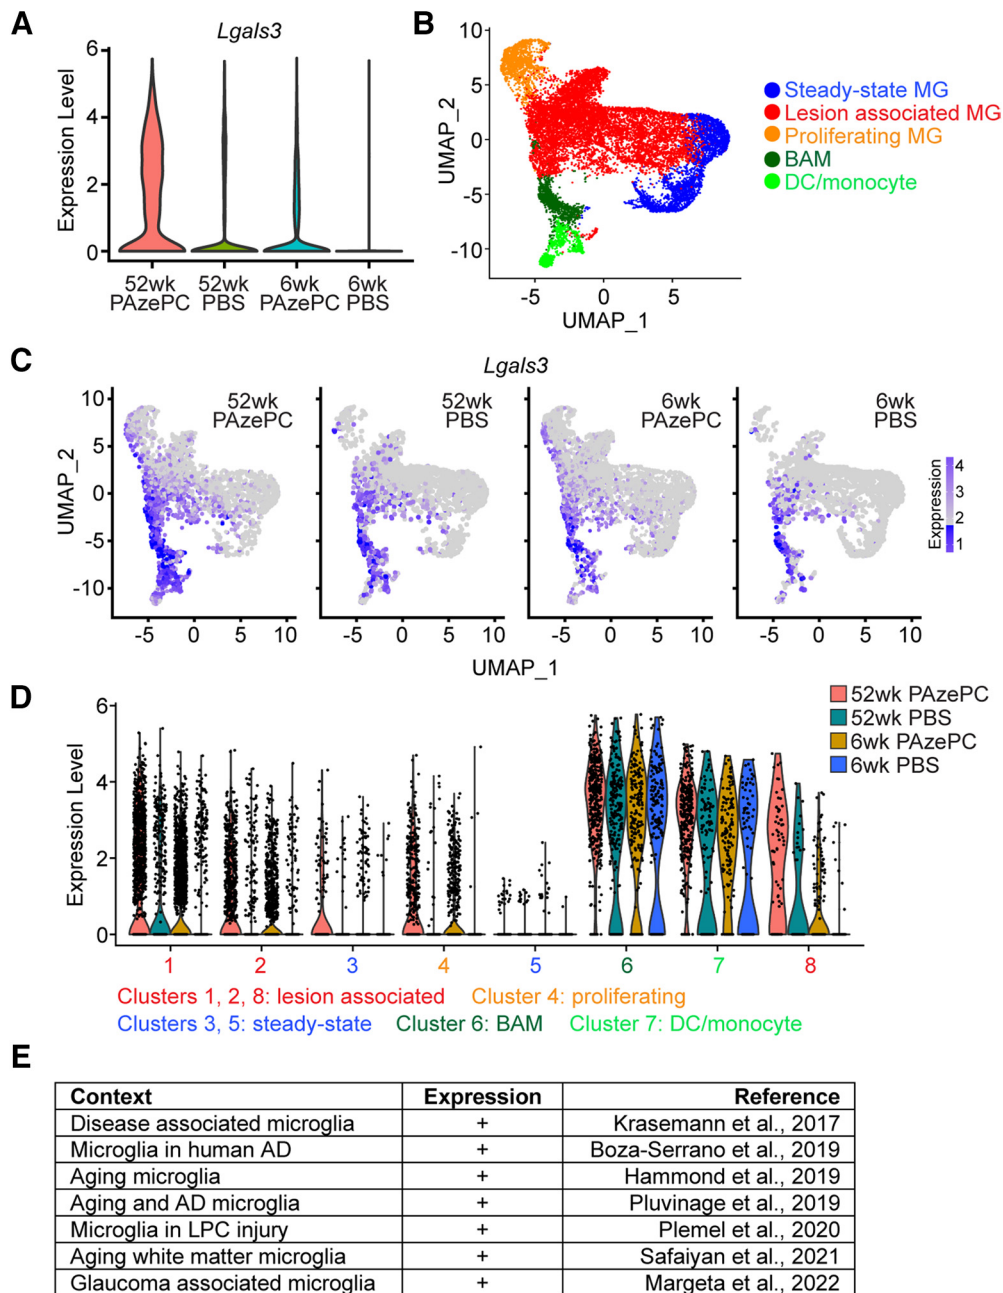 A
Lgals3
Expression Level
6
4
2
0
52wk PAzePC
52wk PBS
6wk PAzePC
6wk PBS
B
UMAP_2
10
5
0
-5
-10
-5 0 5
UMAP_1
Steady-state MG
Lesion associated MG
Proliferating MG
BAM
DC/monocyte
C
Lgals3
52wk PAzePC
52wk PBS
6wk PAzePC
6wk PBS
UMAP_2
10
5
0
-5
-10
-5 0 5 10
-5 0 5 10
-5 0 5 10
-5 0 5 10
UMAP_1
Exppression
4
3
2
1
D
Expression Level
6
4
2
0
1 2 3 4 5 6 7 8
52wk PAzePC
52wk PBS
6wk PAzePC
6wk PBS
Clusters 1, 2, 8: lesion associated Cluster 4: proliferating
Clusters 3, 5: steady-state Cluster 6: BAM Cluster 7: DC/monocyte
E
Context Expression Reference
Disease associated microglia + Krasemann et al., 2017
Microglia in human AD + Boza-Serrano et al., 2019
Aging microglia + Hammond et al., 2019
Aging and AD microglia + Pluvinage et al., 2019
Microglia in LPC injury + Plemel et al., 2020
Aging white matter microglia + Safaiyan et al., 2021
Glaucoma associated microglia + Margeta et al., 2022